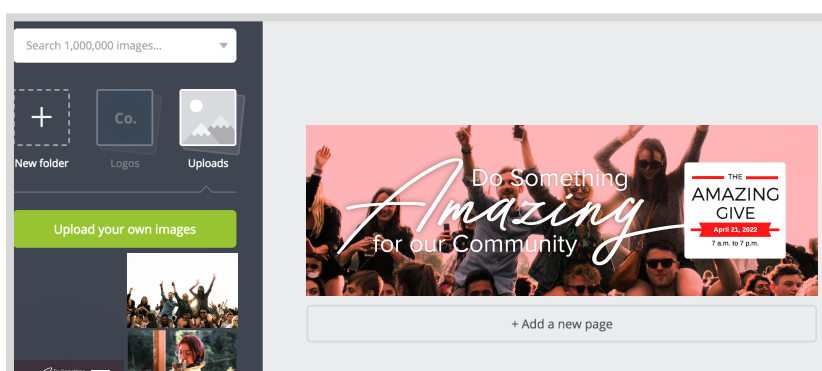 Search 1,000,000 images...
Co.
New folder
Logos
Uploads
Upload your own images
Do Something
Amazing
for our Community
THE
AMAZING
GIVE
April 21, 2022
7 a.m. to 7 p.m.
+ Add a new page